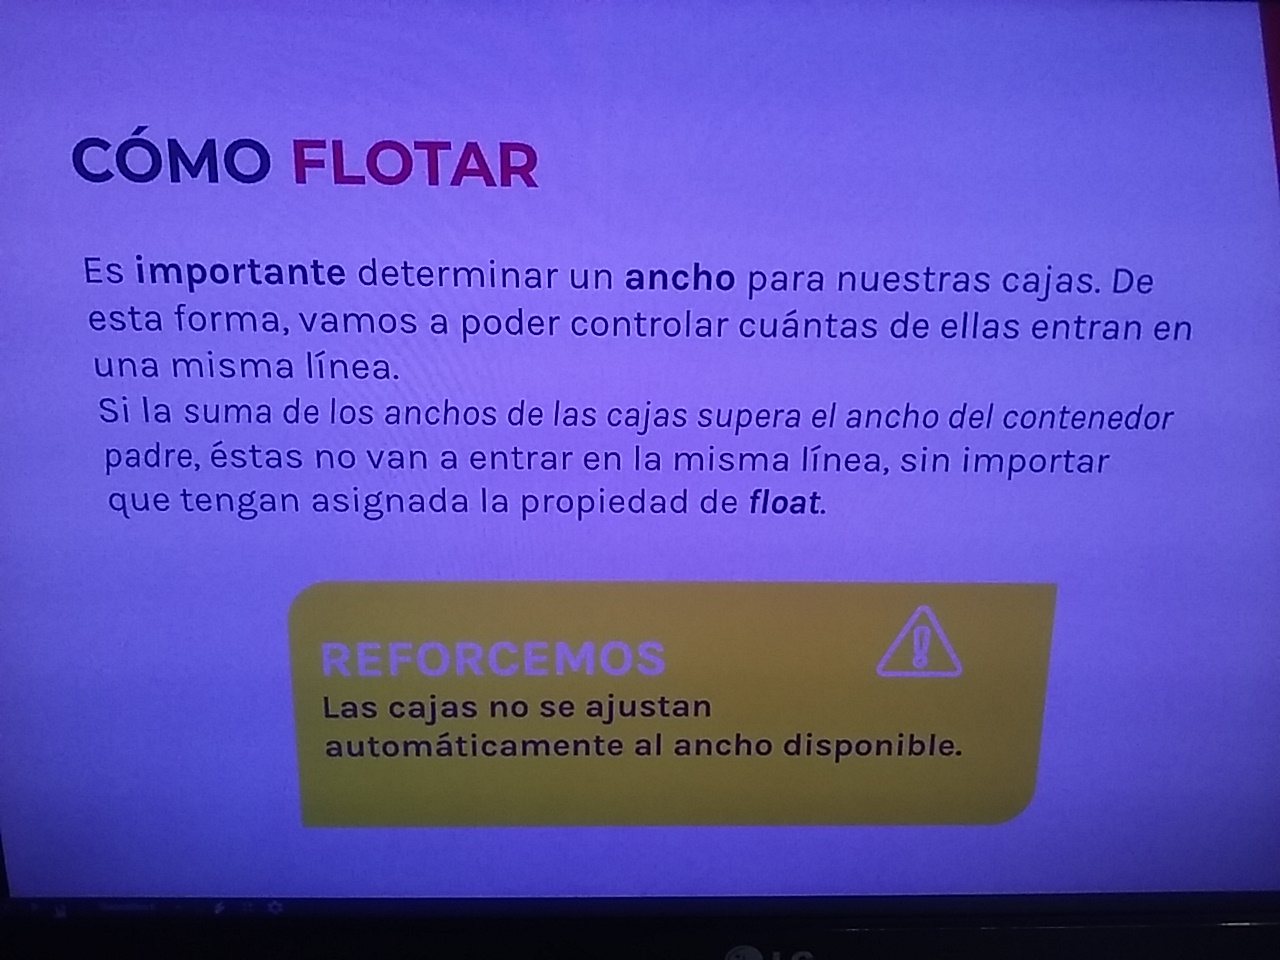 CÓMO FLOTAR
Es importante determinar un ancho para nuestras cajas. De
esta forma, vamos a poder controlar cuántas de ellas entran en
una misma línea.
Si la suma de los anchos de las cajas supera el ancho del contenedor
padre, éstas no van a entrar en la misma línea, sin importar
que tengan asignada la propiedad de float.
REFORCEMOS
Las cajas no se ajustan
automáticamente al ancho disponible.
LG